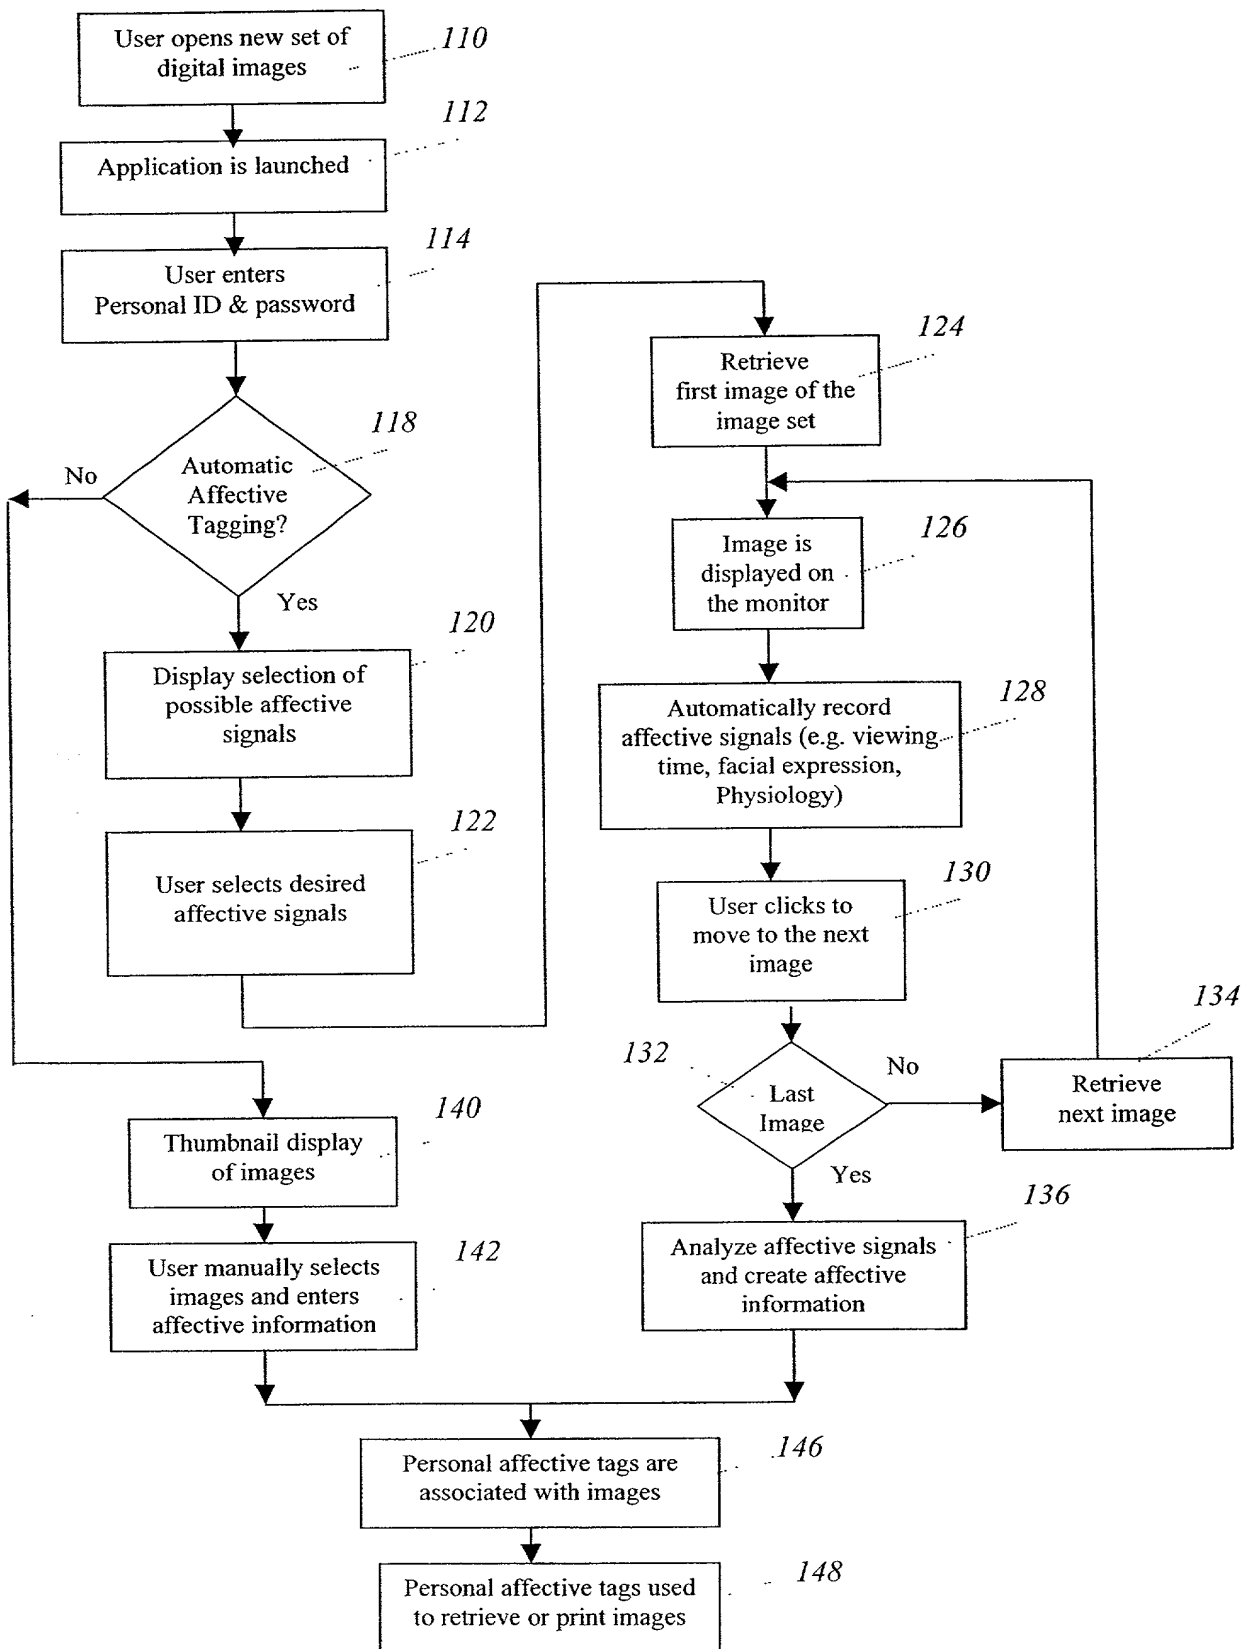 User opens new set of
digital images
110
Application is launched
112
User enters
Personal ID & password
114
Automatic
Affective
Tagging?
118
No
Yes
Display selection of
possible affective
signals
120
User selects desired
affective signals
122
Retrieve
first image of the
image set
124
Image is
displayed on
the monitor
126
Automatically record
affective signals (e.g. viewing
time, facial expression,
Physiology)
128
User clicks to
move to the next
image
130
Last
Image
132
No
Yes
Retrieve
next image
134
Analyze affective signals
and create affective
information
136
Thumbnail display
of images
140
User manually selects
images and enters
affective information
142
Personal affective tags are
associated with images
146
Personal affective tags used
to retrieve or print images
148